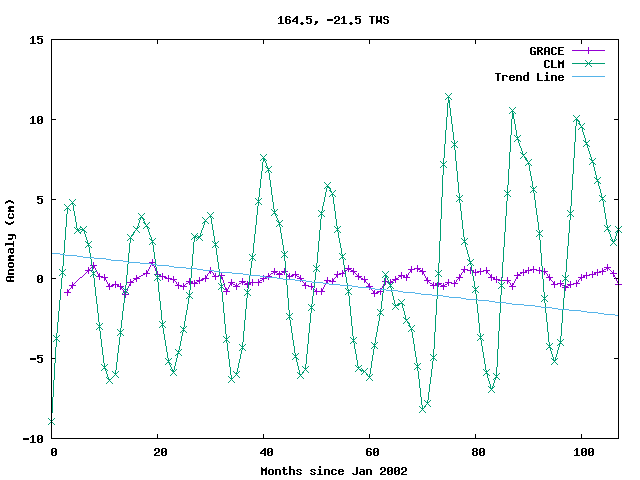 164.5, -21.5 TWS
GRACE
CLM
Trend Line
Anomaly (cm)
15
10
5
0
-5
-10
0 20 40 60 80 100
Months since Jan 2002